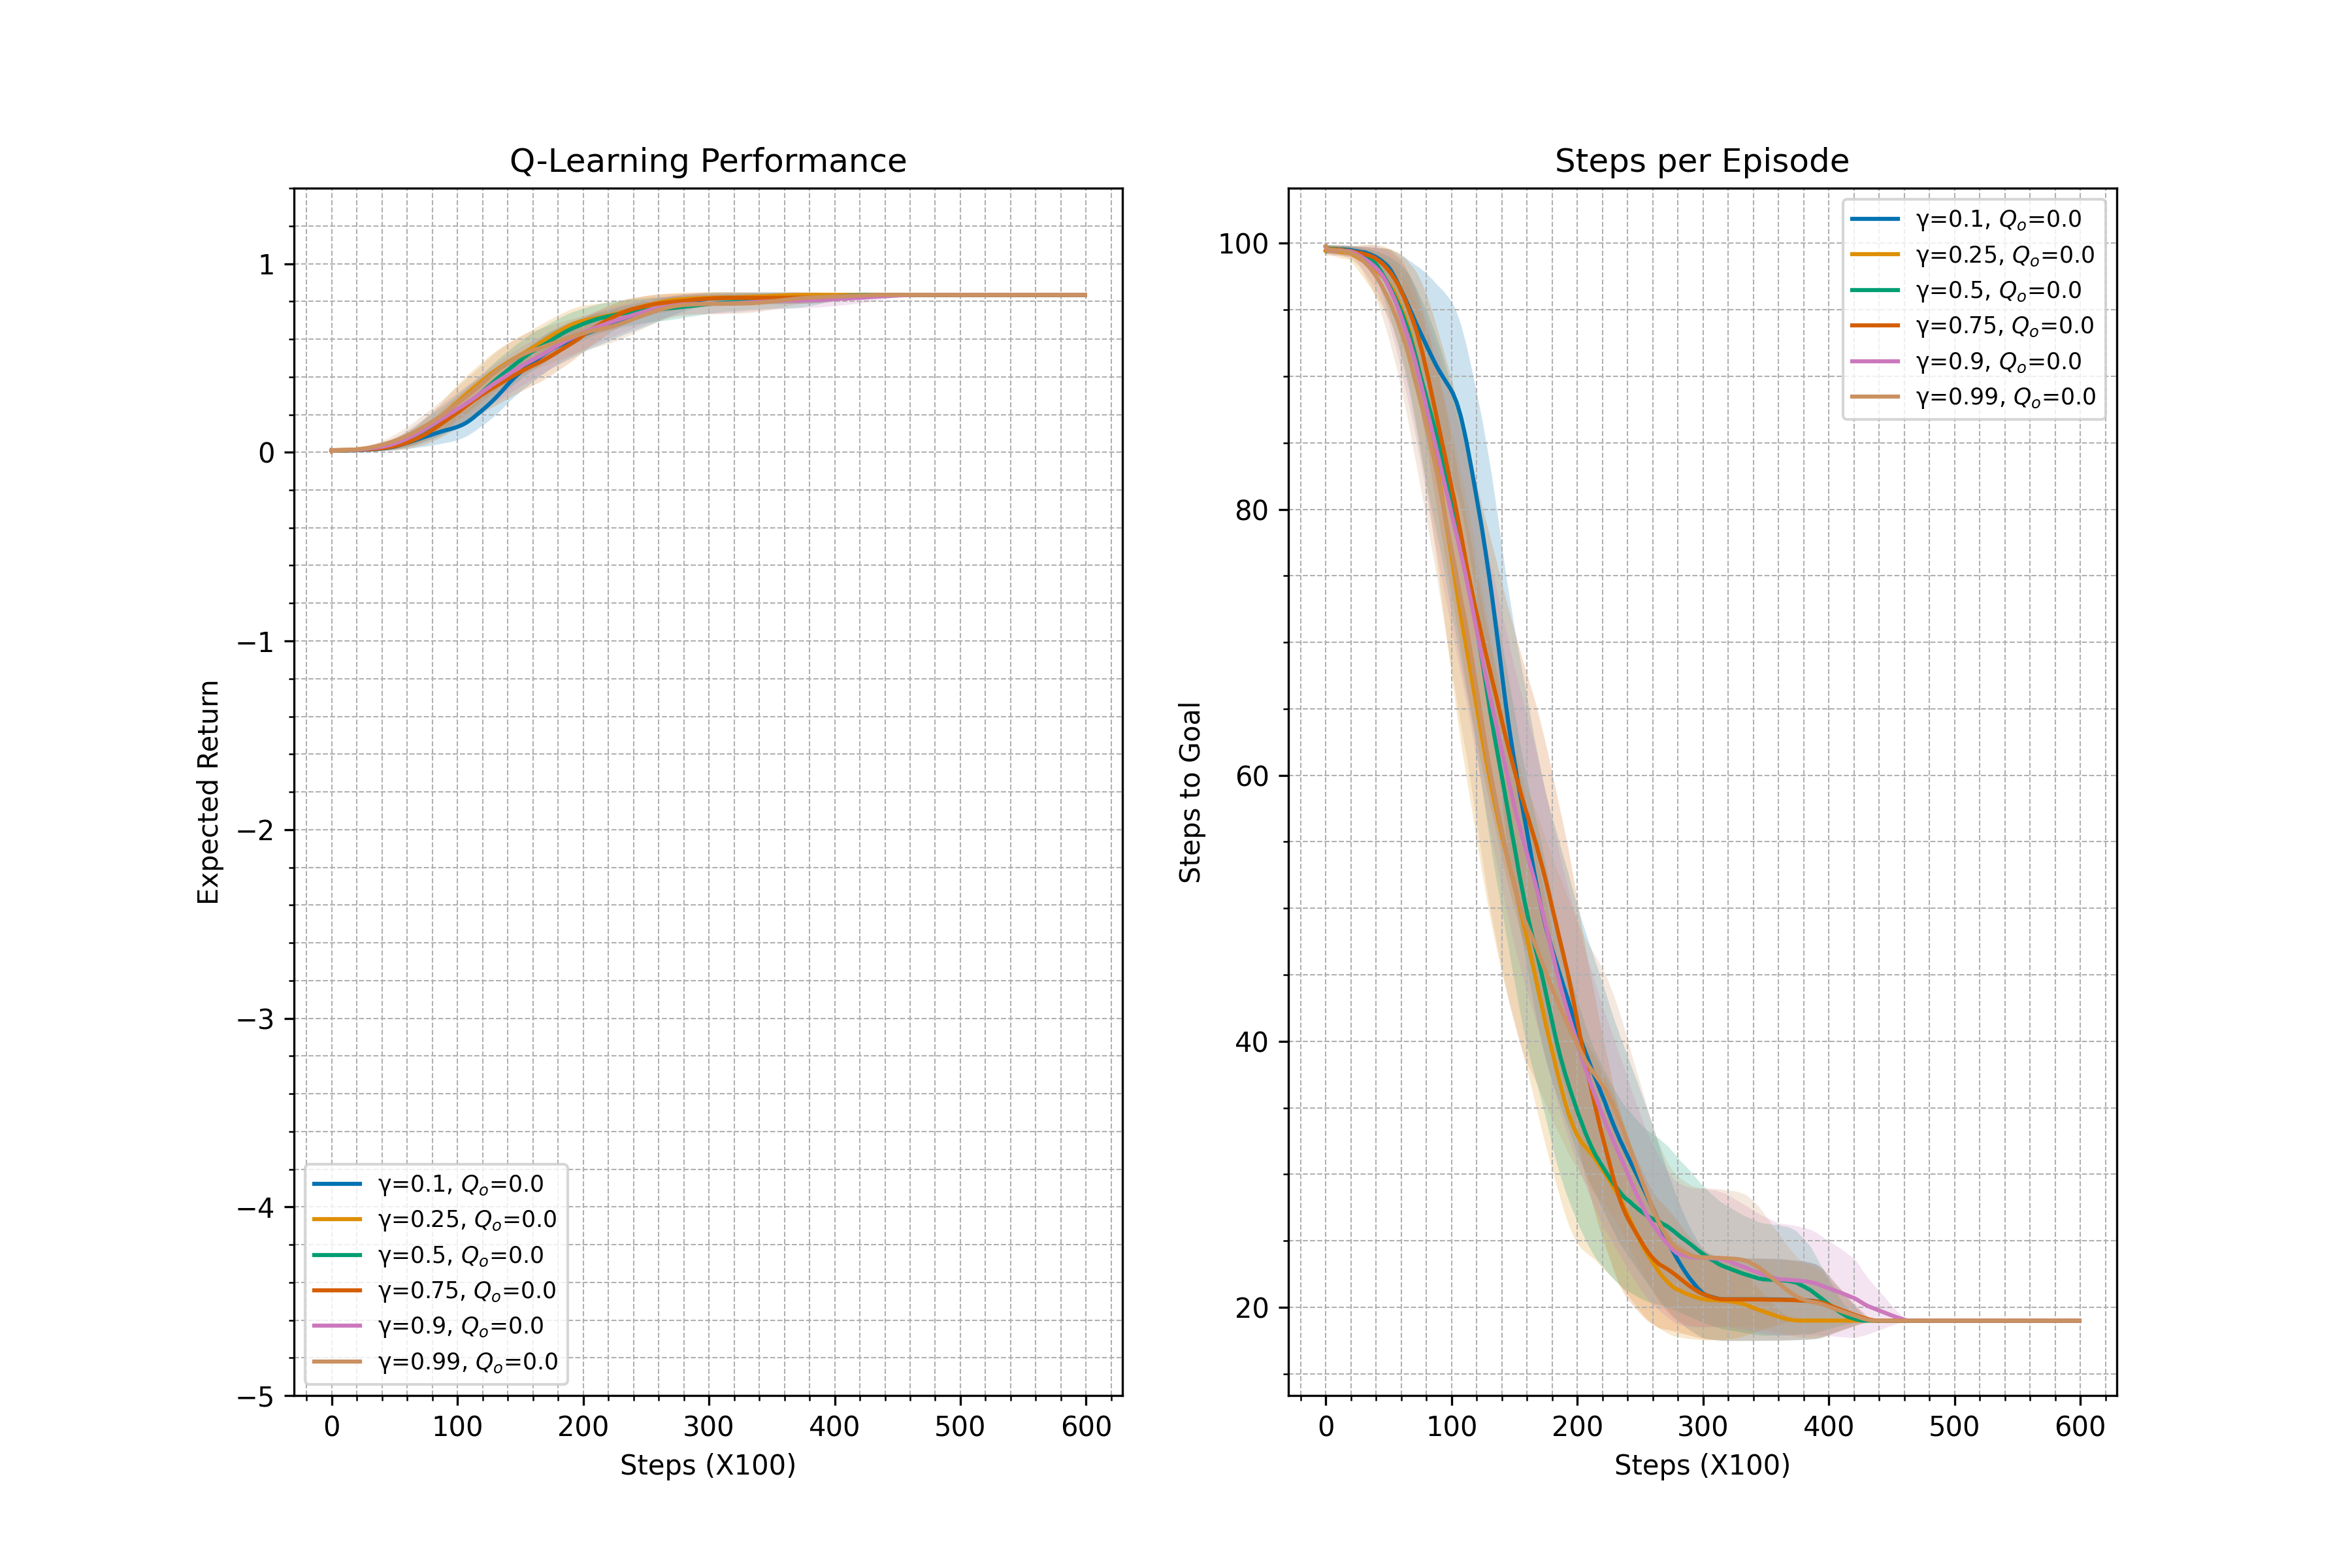 Q-Learning Performance
Expected Return
1
0
−1
−2
−3
−4
−5
γ=0.1, Qₒ=0.0
γ=0.25, Qₒ=0.0
γ=0.5, Qₒ=0.0
γ=0.75, Qₒ=0.0
γ=0.9, Qₒ=0.0
γ=0.99, Qₒ=0.0
0 100 200 300 400 500 600
Steps (X100)
Steps per Episode
Steps to Goal
100
80
60
40
20
γ=0.1, Qₒ=0.0
γ=0.25, Qₒ=0.0
γ=0.5, Qₒ=0.0
γ=0.75, Qₒ=0.0
γ=0.9, Qₒ=0.0
γ=0.99, Qₒ=0.0
0 100 200 300 400 500 600
Steps (X100)